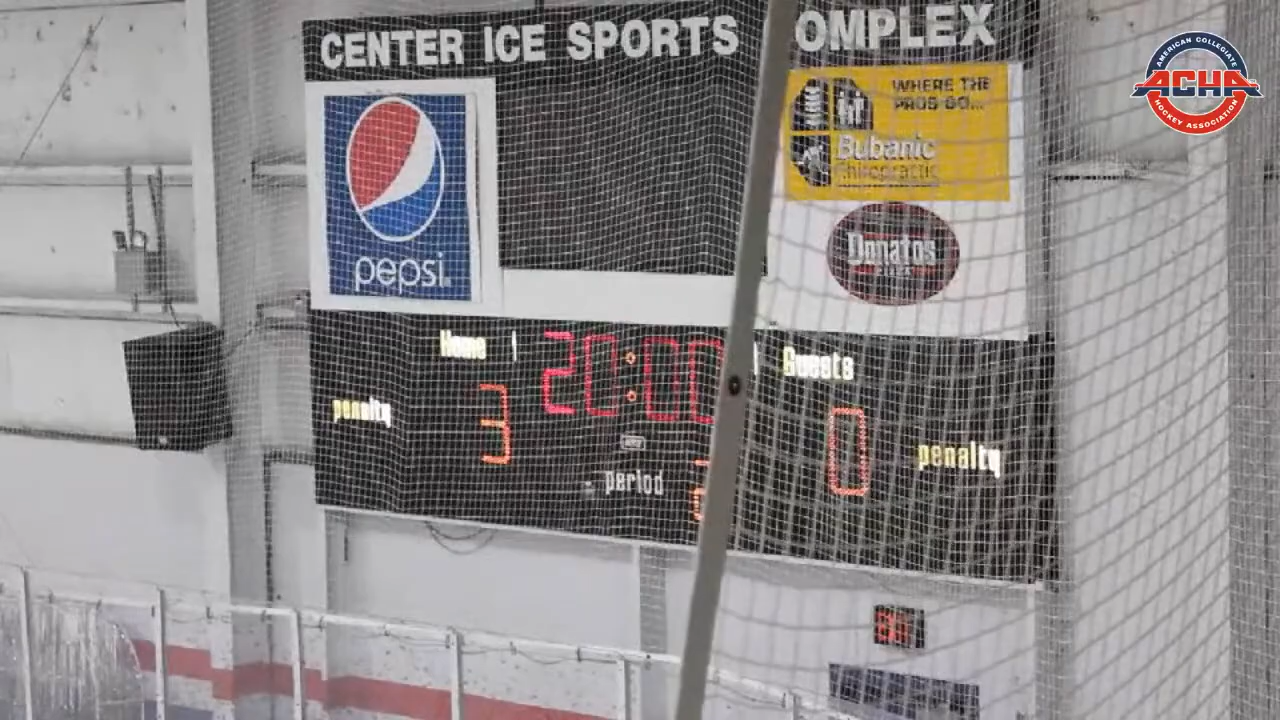 CENTER ICE SPORTS OMPLEX
AMERICAN COLLEGIATE
ACHA
HOCKEY ASSOCIATION
WHERE THE
PROS GO...
Bubanic
Chiropractic
pepsi
Donatos
Home
20:00
Guests
penalty
3
0
penalty
period